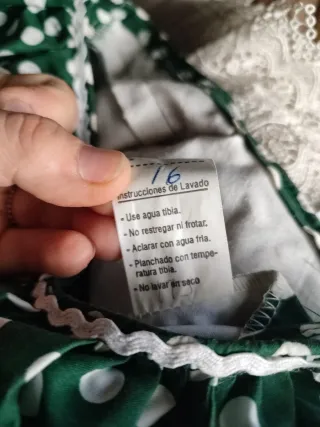 16
Instrucciones de Lavado
- Use agua tibia.
- No restregar ni frotar.
- Aclarar con agua fría.
- Planchado con tempe-
ratura tibia.
- No lavar en seco